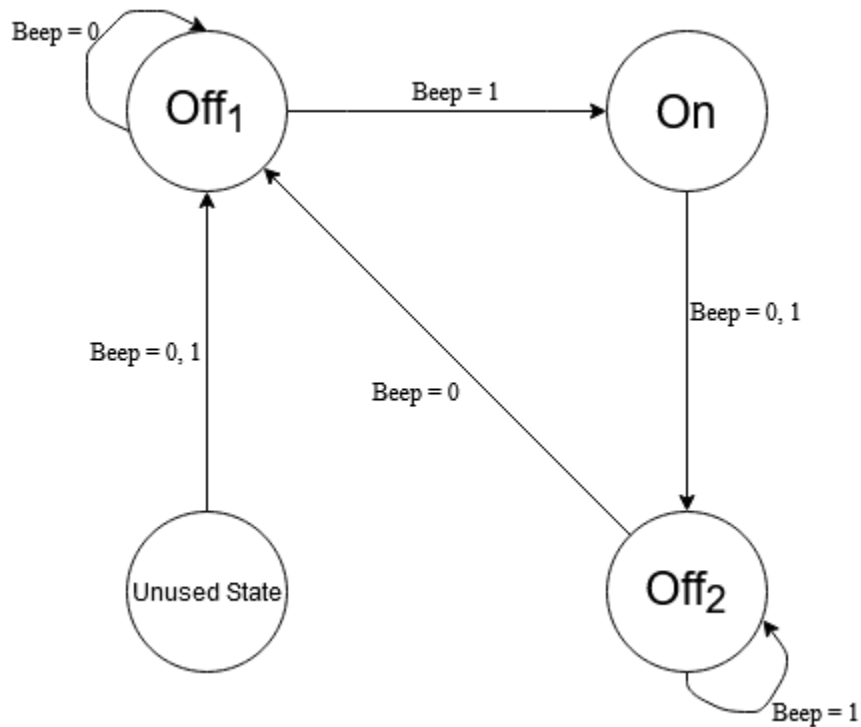 Beep = 0
Off1
Beep = 1
On
Beep = 0, 1
Beep = 0, 1
Beep = 0
Unused State
Off2
Beep = 1